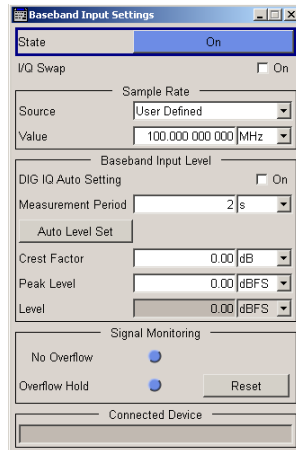 Baseband Input Settings
State On
I/Q Swap On
Sample Rate
Source User Defined
Value 100.000 000 000 MHz
Baseband Input Level
DIG IQ Auto Setting On
Measurement Period 2 s
Auto Level Set
Crest Factor 0.00 dB
Peak Level 0.00 dBFS
Level 0.00 dBFS
Signal Monitoring
No Overflow
Overflow Hold Reset
Connected Device